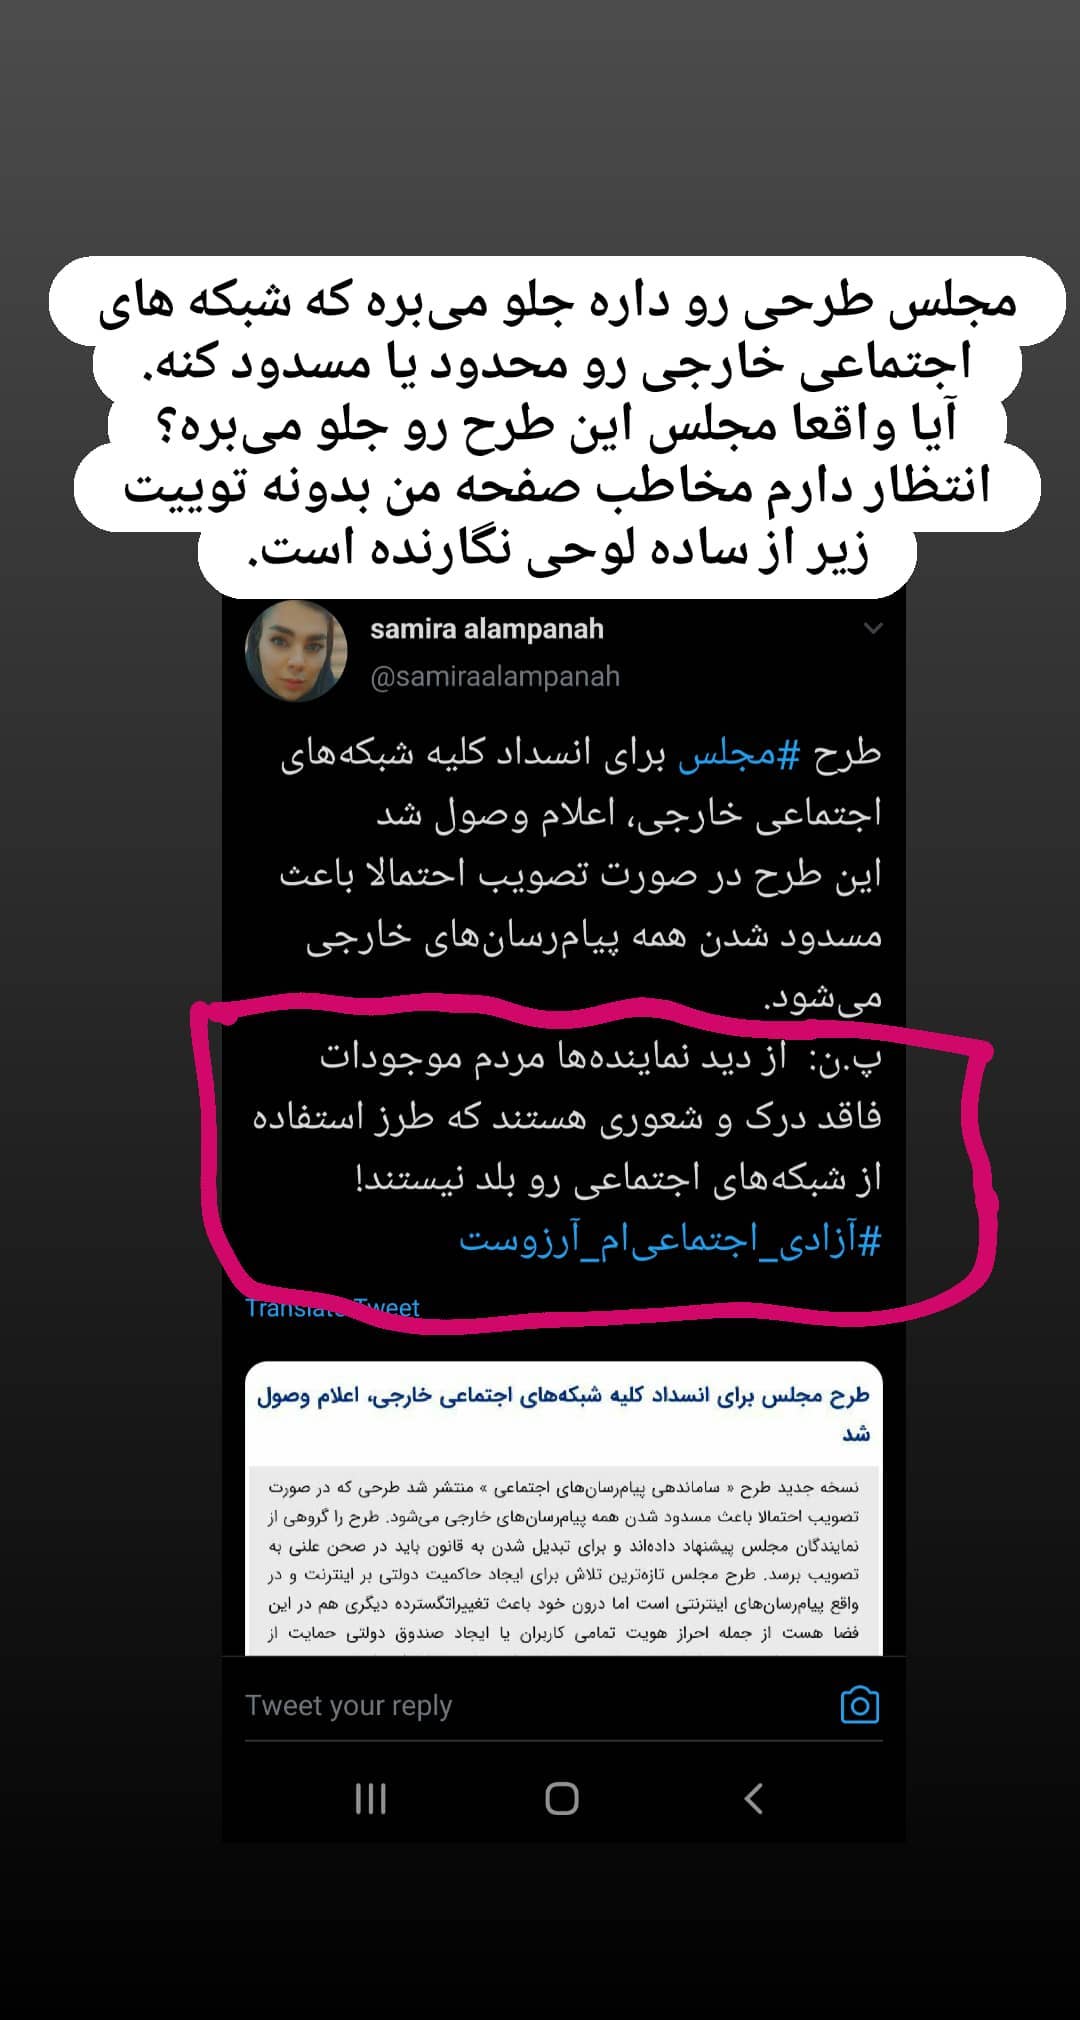 مجلس طرحی رو داره جلو می‌بره که شبکه های
اجتماعی خارجی رو محدود یا مسدود کنه.
آیا واقعا مجلس این طرح رو جلو می‌بره؟
انتظار دارم مخاطب صفحه من بدونه توییت
زیر از ساده لوحی نگارنده است.
samira alampanah
@samiraalampanah
طرح #مجلس برای انسداد کلیه شبکه‌های
اجتماعی خارجی، اعلام وصول شد
این طرح در صورت تصویب احتمالا باعث
مسدود شدن همه پیام‌رسان‌های خارجی
می‌شود.
پ.ن: از دید نماینده‌ها مردم موجودات
فاقد درک و شعوری هستند که طرز استفاده
از شبکه‌های اجتماعی رو بلد نیستند!
#آزادی_اجتماعی‌ام_آرزوست
Translate Tweet
طرح مجلس برای انسداد کلیه شبکه‌های اجتماعی خارجی، اعلام وصول
شد
نسخه جدید طرح « ساماندهی پیام‌رسان‌های اجتماعی » منتشر شد طرحی که در صورت
تصویب احتمالا باعث مسدود شدن همه پیام‌رسان‌های خارجی می‌شود. طرح را گروهی از
نمایندگان مجلس پیشنهاد داده‌اند و برای تبدیل شدن به قانون باید در صحن علنی به
تصویب برسد. طرح مجلس تازه‌ترین تلاش برای ایجاد حاکمیت دولتی بر اینترنت و در
واقع پیام‌رسان‌های اینترنتی است اما درون خود باعث تغییراتگسترده دیگری هم در این
فضا هست از جمله احراز هویت تمامی کاربران یا ایجاد صندوق دولتی حمایت از
Tweet your reply